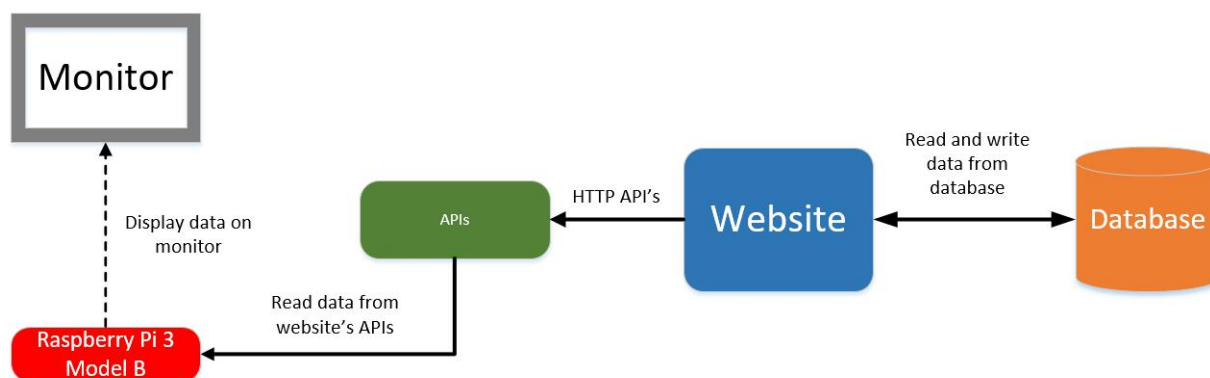 Monitor
Display data on
monitor
Raspberry Pi 3
Model B
Read data from
website's APIs
APIs
HTTP API's
Website
Read and write
data from
database
Database